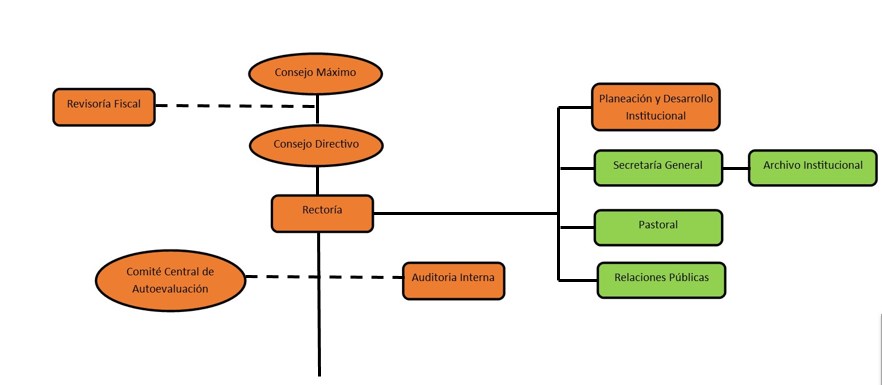 Consejo Máximo
Revisoría Fiscal
Planeación y Desarrollo
Institucional
Consejo Directivo
Secretaría General
Archivo Institucional
Rectoría
Pastoral
Comité Central de
Autoevaluación
Auditoria Interna
Relaciones Públicas